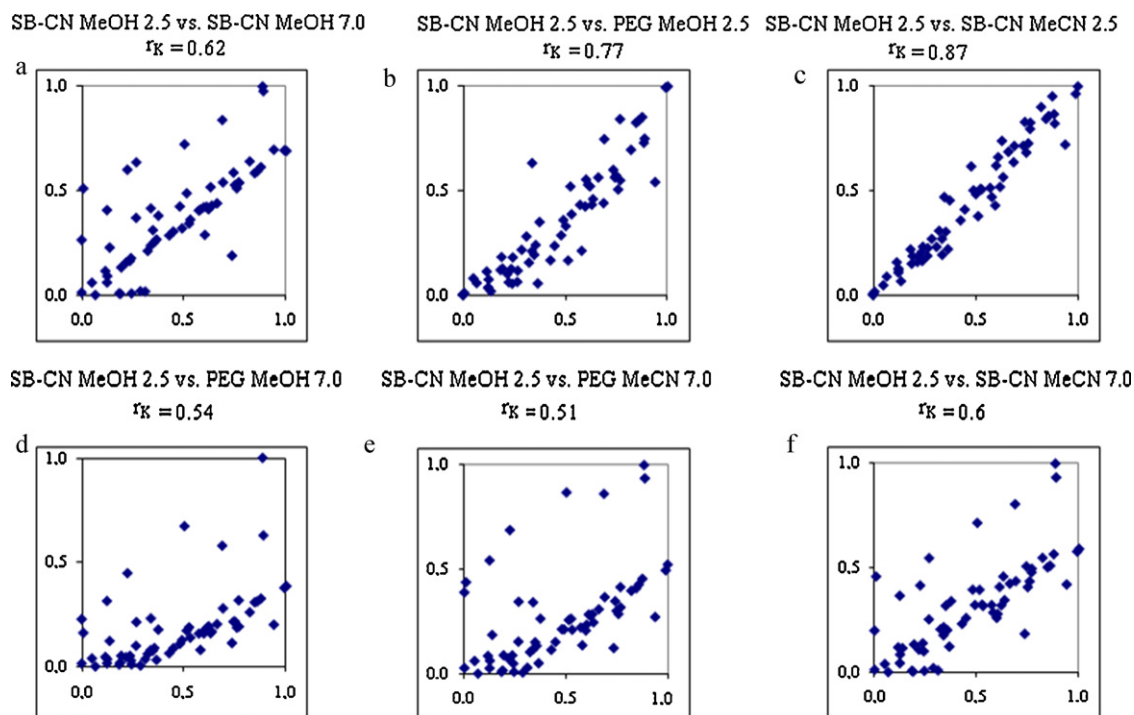 SB-CN MeOH 2.5 vs. SB-CN MeOH 7.0
rK = 0.62
a
1.0
0.5
0.0
0.0 0.5 1.0
SB-CN MeOH 2.5 vs. PEG MeOH 2.5
rK = 0.77
b
1.0
0.5
0.0
0.0 0.5 1.0
SB-CN MeOH 2.5 vs. SB-CN MeCN 2.5
rK = 0.87
c
1.0
0.5
0.0
0.0 0.5 1.0
SB-CN MeOH 2.5 vs. PEG MeOH 7.0
rK = 0.54
d
1.0
0.5
0.0
0.0 0.5 1.0
SB-CN MeOH 2.5 vs. PEG MeCN 7.0
rK = 0.51
e
1.0
0.5
0.0
0.0 0.5 1.0
SB-CN MeOH 2.5 vs. SB-CN MeCN 7.0
rK = 0.6
f
1.0
0.5
0.0
0.0 0.5 1.0